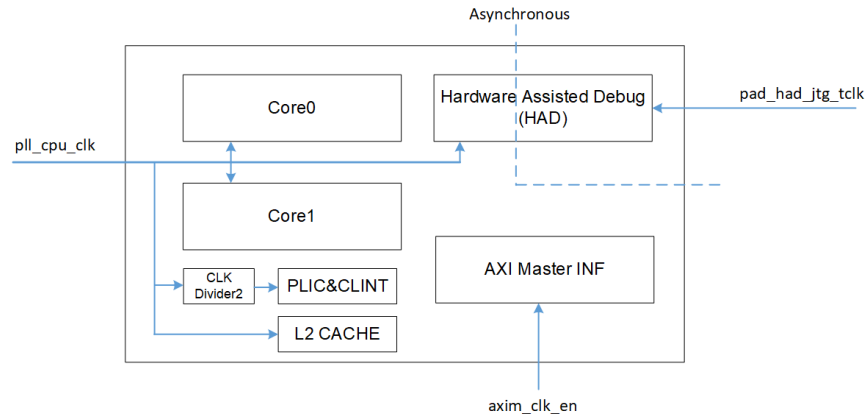 Asynchronous
Core0
Hardware Assisted Debug
(HAD)
pad_had_jtg_tclk
pll_cpu_clk
Core1
AXI Master INF
CLK
Divider2
PLIC&CLINT
L2 CACHE
axim_clk_en